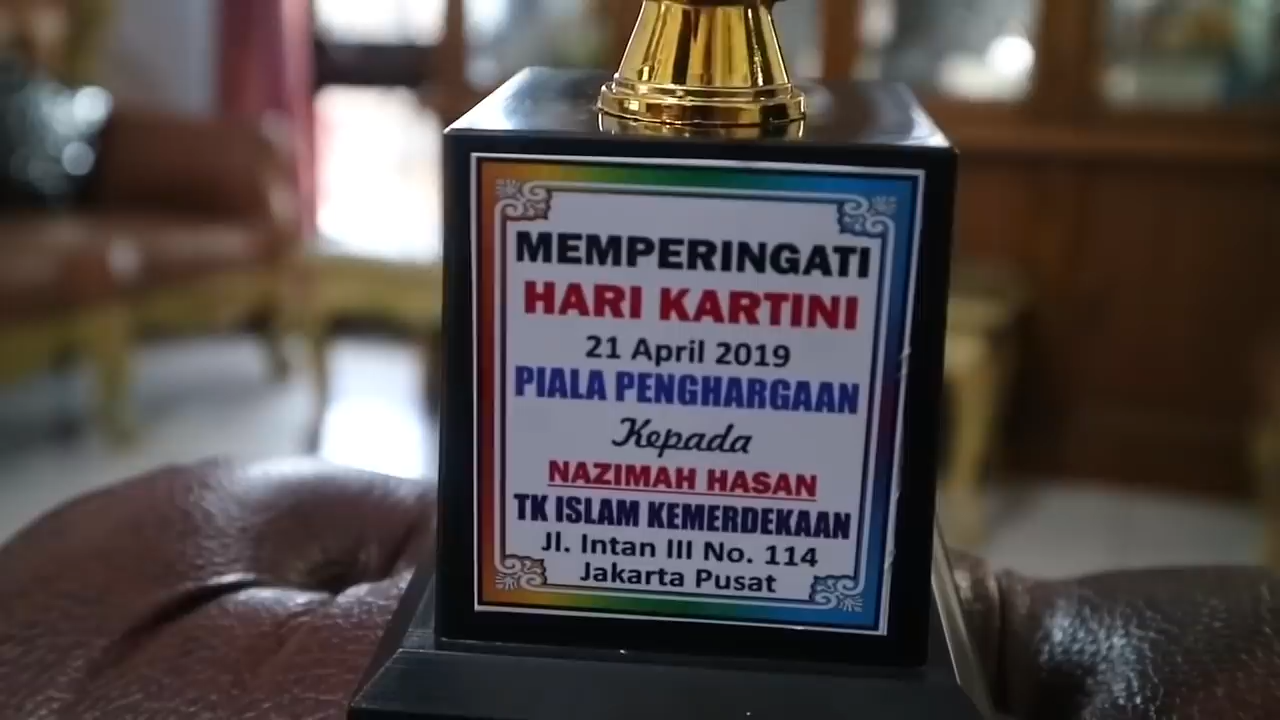 MEMPERINGATI
HARI KARTINI
21 April 2019
PIALA PENGHARGAAN
Kepada
NAZIMAH HASAN
TK ISLAM KEMERDEKAAN
Jl. Intan III No. 114
Jakarta Pusat